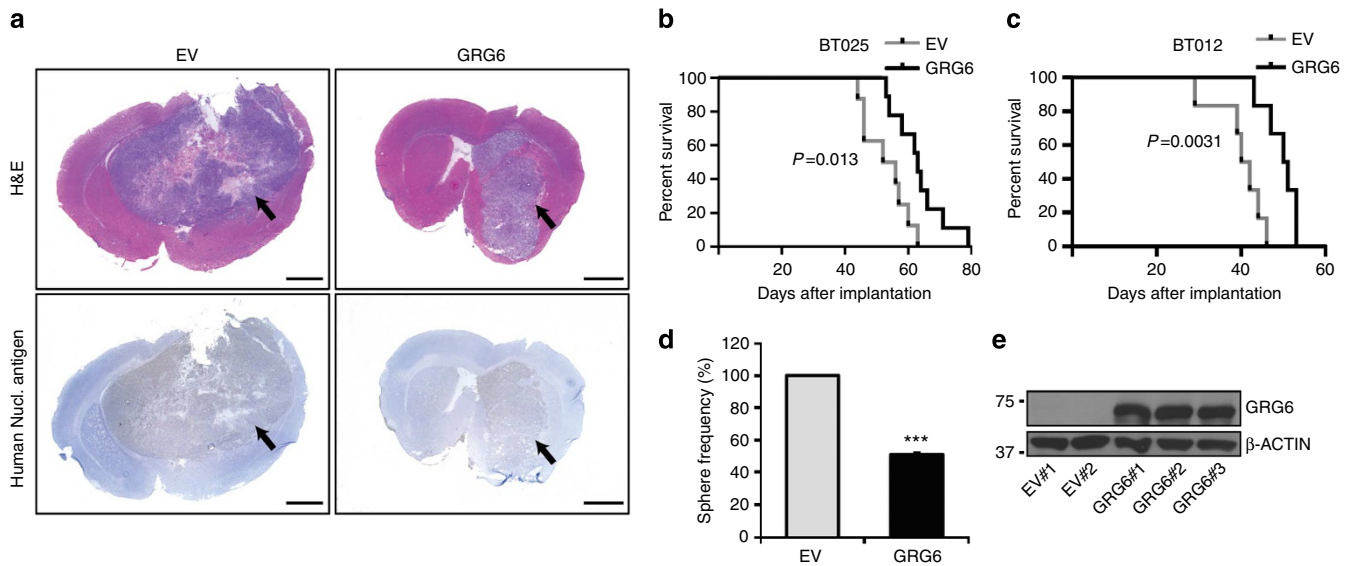 a
EV
GRG6
H&E
Human Nucl. antigen
b
BT025
EV
GRG6
Percent survival
100
80
60
40
20
0
P=0.013
20 40 60 80
Days after implantation
c
BT012
EV
GRG6
Percent survival
100
80
60
40
20
0
P=0.0031
20 40 60
Days after implantation
d
Sphere frequency (%)
120
100
80
60
40
20
0
***
EV GRG6
e
75
GRG6
37
β-ACTIN
EV#1
EV#2
GRG6#1
GRG6#2
GRG6#3